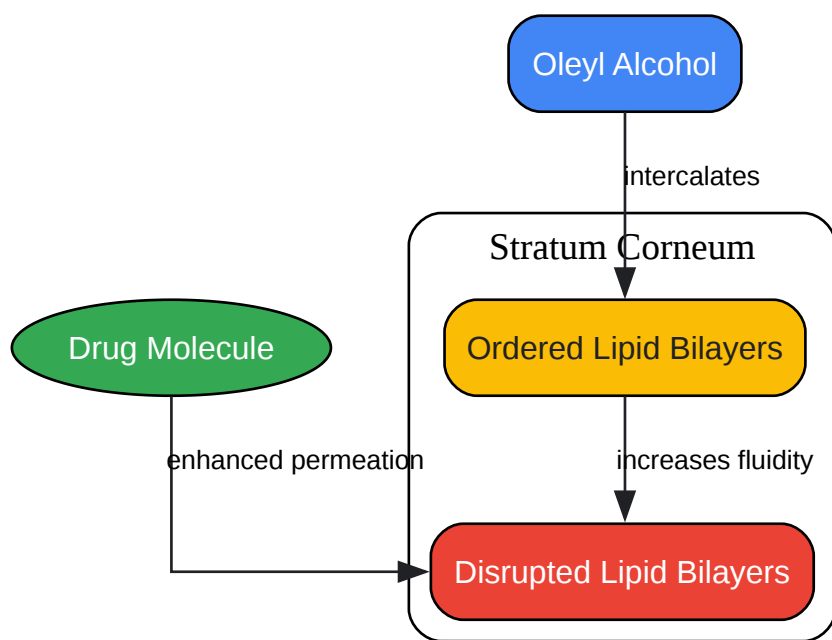 Oleyl Alcohol
intercalates
Stratum Corneum
Drug Molecule
Ordered Lipid Bilayers
enhanced permeation
increases fluidity
Disrupted Lipid Bilayers